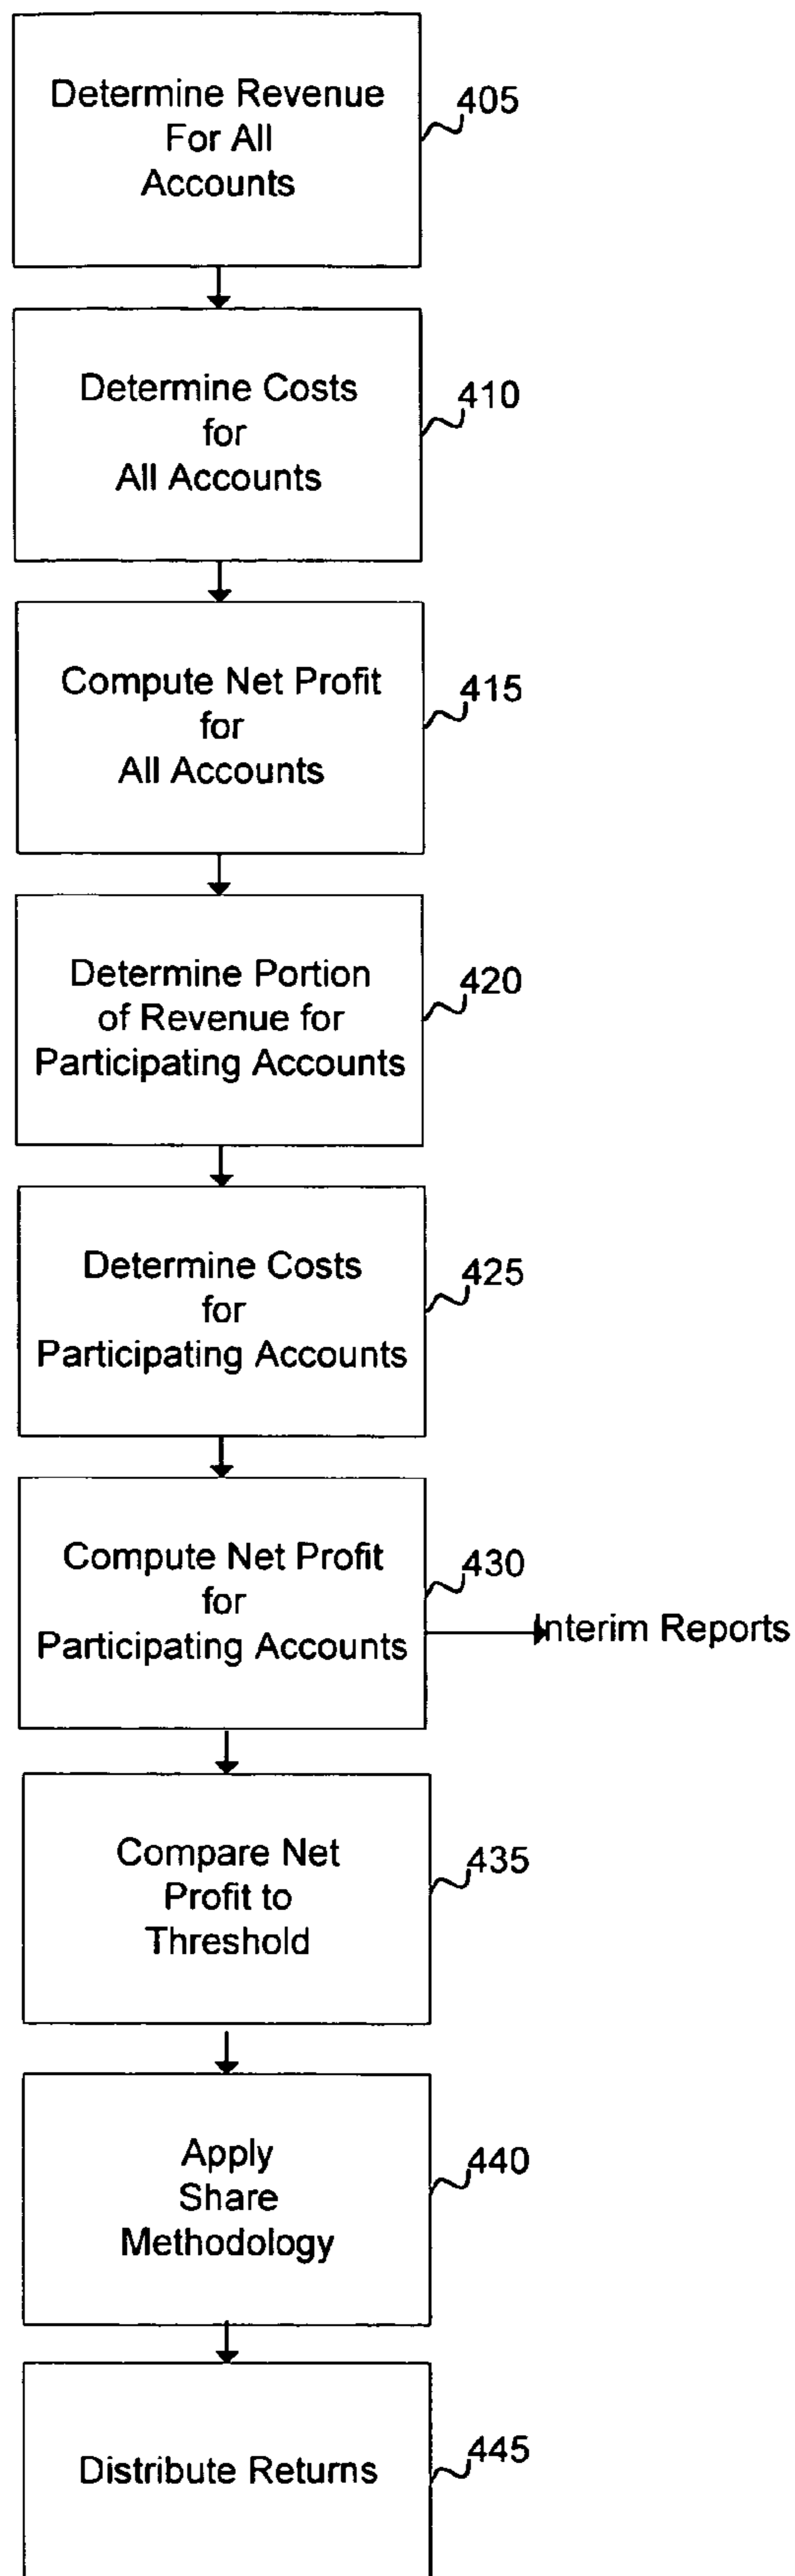 Determine Revenue
For All
Accounts
405
Determine Costs
for
All Accounts
410
Compute Net Profit
for
All Accounts
415
Determine Portion
of Revenue for
Participating Accounts
420
Determine Costs
for
Participating Accounts
425
Compute Net Profit
for
Participating Accounts
430
Interim Reports
Compare Net
Profit to
Threshold
435
Apply
Share
Methodology
440
Distribute Returns
445